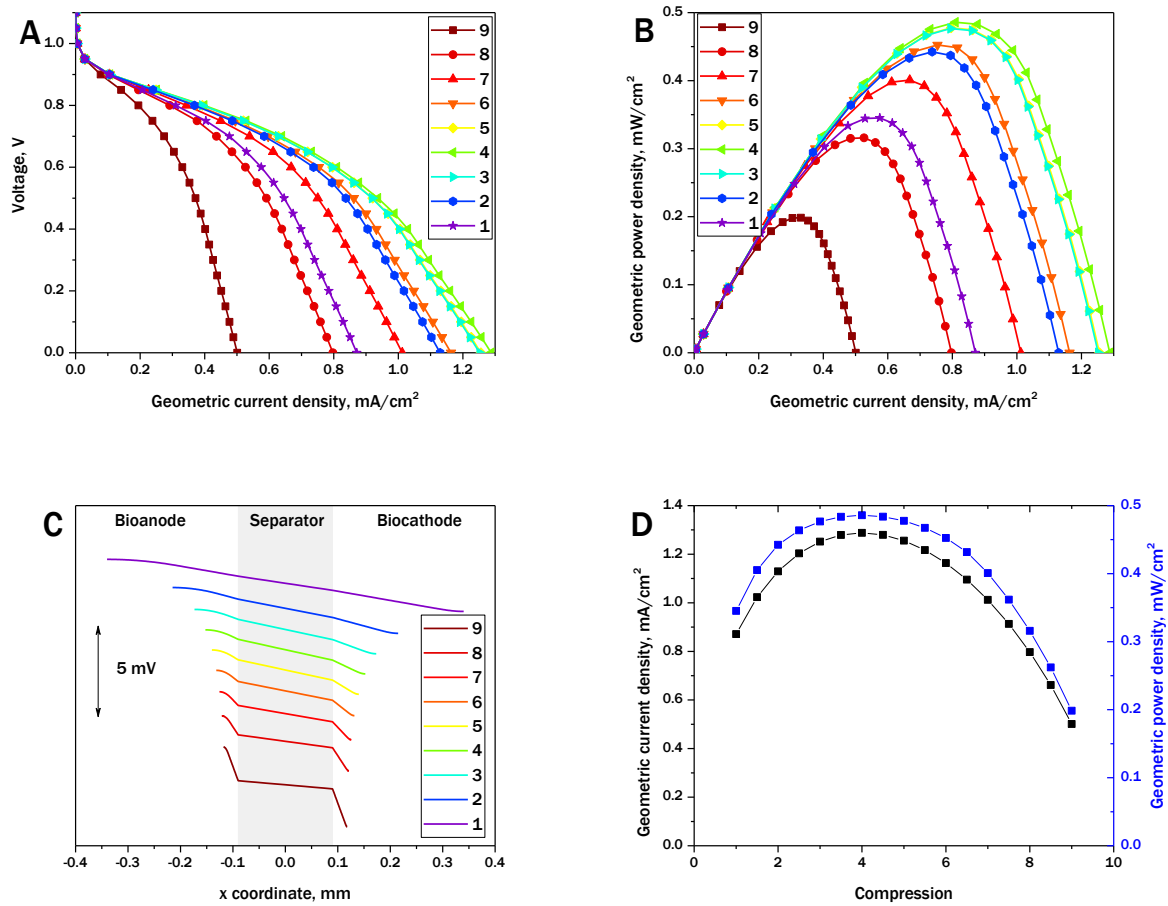 A
1.0
0.8
0.6
0.4
0.2
0.0
Voltage, V
0.0 0.2 0.4 0.6 0.8 1.0 1.2
Geometric current density, mA/cm²
9
8
7
6
5
4
3
2
1
B
0.5
0.4
0.3
0.2
0.1
0.0
Geometric power density, mW/cm²
0.0 0.2 0.4 0.6 0.8 1.0 1.2
Geometric current density, mA/cm²
9
8
7
6
5
4
3
2
1
C
Bioanode Separator Biocathode
5 mV
9
8
7
6
5
4
3
2
1
-0.4 -0.3 -0.2 -0.1 0.0 0.1 0.2 0.3 0.4
x coordinate, mm
D
1.4
1.2
1.0
0.8
0.6
0.4
0.2
0.0
Geometric current density, mA/cm²
0.5
0.4
0.3
0.2
0.1
0.0
Geometric power density, mW/cm²
0 2 4 6 8 10
Compression